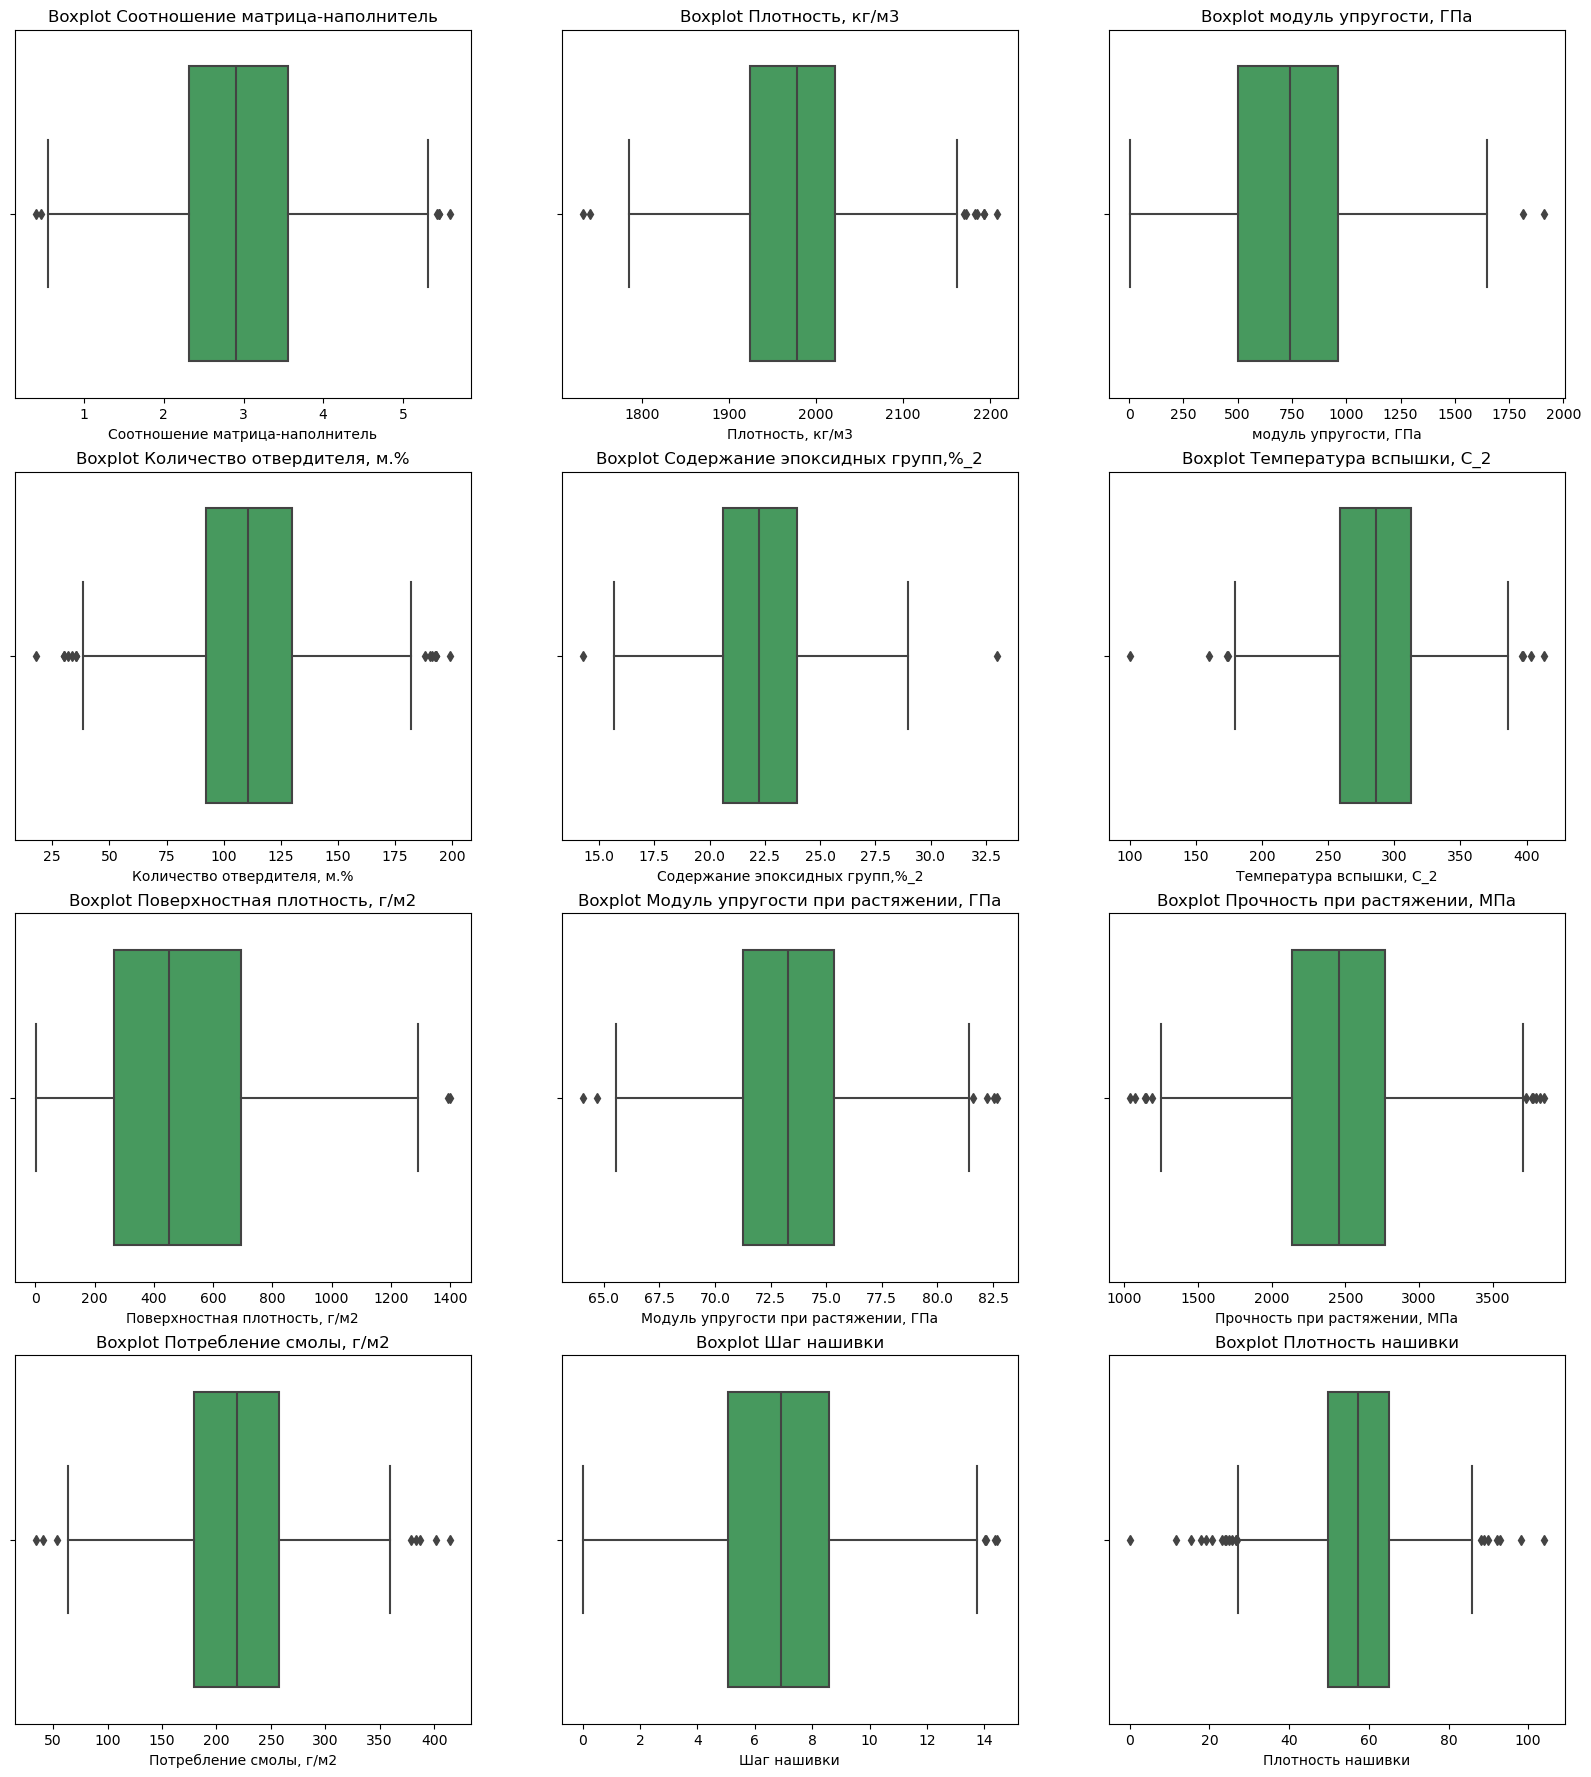 Boxplot Соотношение матрица-наполнитель
Boxplot Плотность, кг/м3
Boxplot модуль упругости, ГПа
1 2 3 4 5
1800 1900 2000 2100 2200
0 250 500 750 1000 1250 1500 1750 2000
Соотношение матрица-наполнитель
Плотность, кг/м3
модуль упругости, ГПа
Boxplot Количество отвердителя, м.%
Boxplot Содержание эпоксидных групп,%_2
Boxplot Температура вспышки, С_2
25 50 75 100 125 150 175 200
15.0 17.5 20.0 22.5 25.0 27.5 30.0 32.5
100 150 200 250 300 350 400
Количество отвердителя, м.%
Содержание эпоксидных групп,%_2
Температура вспышки, С_2
Boxplot Поверхностная плотность, г/м2
Boxplot Модуль упругости при растяжении, ГПа
Boxplot Прочность при растяжении, МПа
0 200 400 600 800 1000 1200 1400
65.0 67.5 70.0 72.5 75.0 77.5 80.0 82.5
1000 1500 2000 2500 3000 3500
Поверхностная плотность, г/м2
Модуль упругости при растяжении, ГПа
Прочность при растяжении, МПа
Boxplot Потребление смолы, г/м2
Boxplot Шаг нашивки
Boxplot Плотность нашивки
50 100 150 200 250 300 350 400
0 2 4 6 8 10 12 14
0 20 40 60 80 100
Потребление смолы, г/м2
Шаг нашивки
Плотность нашивки